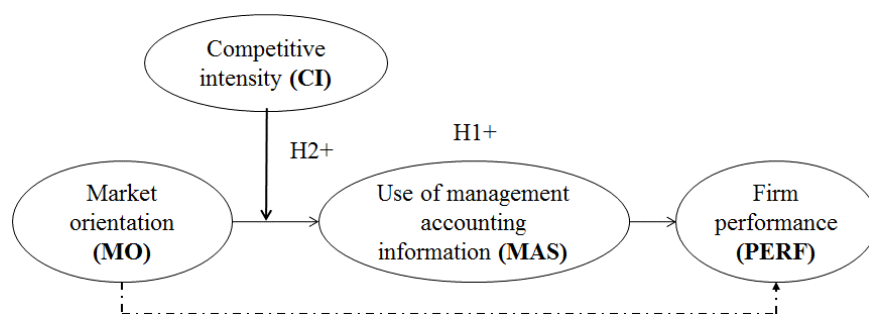 Competitive
intensity (CI)
H1+
H2+
Market
orientation
(MO)
Use of management
accounting
information (MAS)
Firm
performance
(PERF)